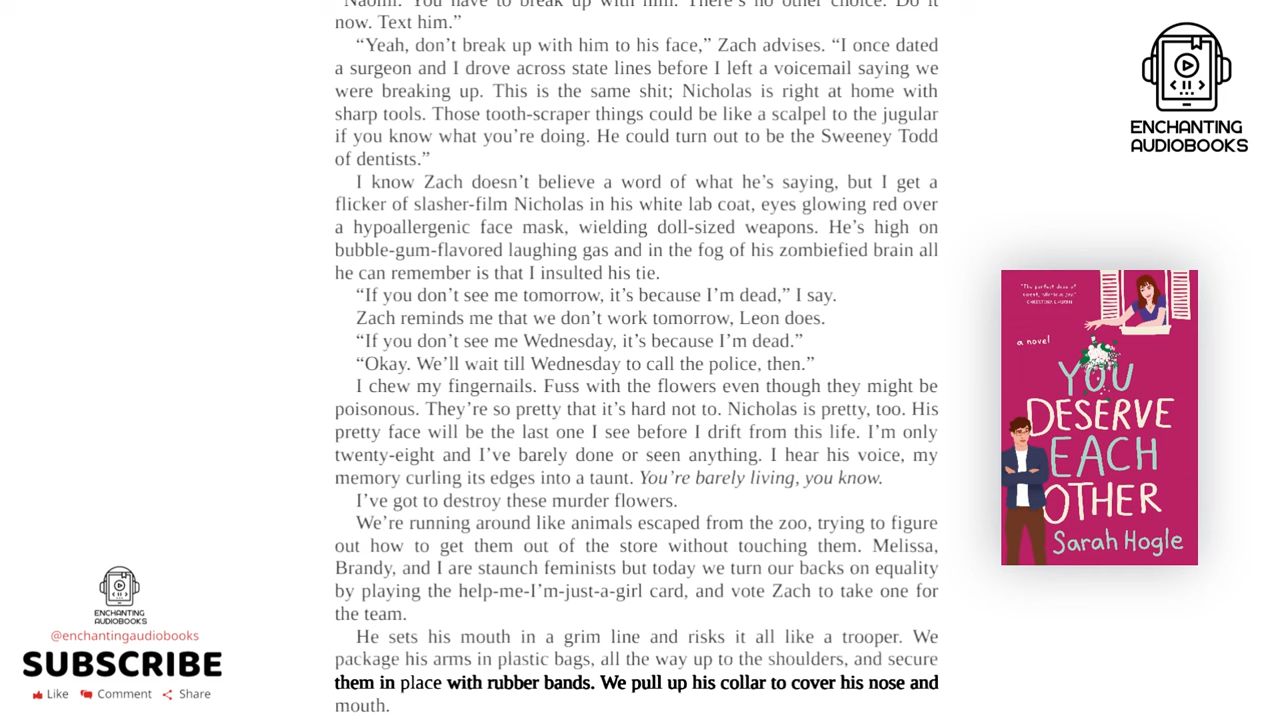 “Naomi. You have to break up with him. There’s no other choice. Do it
now. Text him.”
“Yeah, don’t break up with him to his face,” Zach advises. “I once dated
a surgeon and I drove across state lines before I left a voicemail saying we
were breaking up. This is the same shit; Nicholas is right at home with
sharp tools. Those tooth-scraper things could be like a scalpel to the jugular
if you know what you’re doing. He could turn out to be the Sweeney Todd
of dentists.”
I know Zach doesn’t believe a word of what he’s saying, but I get a
flicker of slasher-film Nicholas in his white lab coat, eyes glowing red over
a hypoallergenic face mask, wielding doll-sized weapons. He’s high on
bubble-gum-flavored laughing gas and in the fog of his zombiefied brain all
he can remember is that I insulted his tie.
“If you don’t see me tomorrow, it’s because I’m dead,” I say.
Zach reminds me that we don’t work tomorrow, Leon does.
“If you don’t see me Wednesday, it’s because I’m dead.”
“Okay. We’ll wait till Wednesday to call the police, then.”
I chew my fingernails. Fuss with the flowers even though they might be
poisonous. They’re so pretty that it’s hard not to. Nicholas is pretty, too. His
pretty face will be the last one I see before I drift from this life. I’m only
twenty-eight and I’ve barely done or seen anything. I hear his voice, my
memory curling its edges into a taunt. You’re barely living, you know.
I’ve got to destroy these murder flowers.
We’re running around like animals escaped from the zoo, trying to figure
out how to get them out of the store without touching them. Melissa,
Brandy, and I are staunch feminists but today we turn our backs on equality
by playing the help-me-I’m-just-a-girl card, and vote Zach to take one for
the team.
He sets his mouth in a grim line and risks it all like a trooper. We
package his arms in plastic bags, all the way up to the shoulders, and secure
them in place with rubber bands. We pull up his collar to cover his nose and
mouth.
ENCHANTING
AUDIOBOOKS
a novel
YOU
DESERVE
EACH
OTHER
Sarah Hogle
ENCHANTING
AUDIOBOOKS
@enchantingaudiobooks
SUBSCRIBE
Like Comment Share